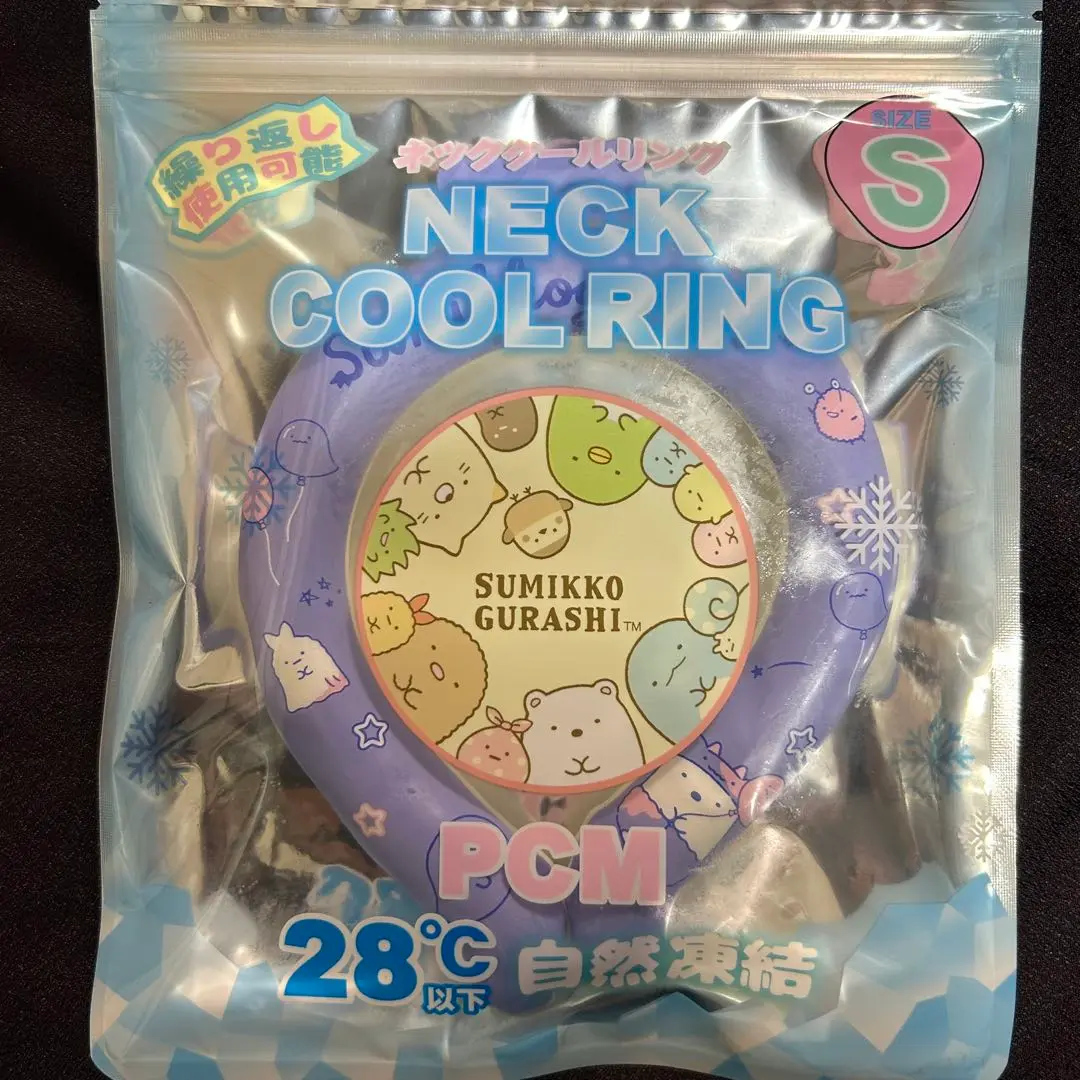 繰り返し
使用可能
ネッククールリング
SIZE
S
NECK
COOL RING
SUMIKKO
GURASHI™
PCM
28℃
以下
自然凍結